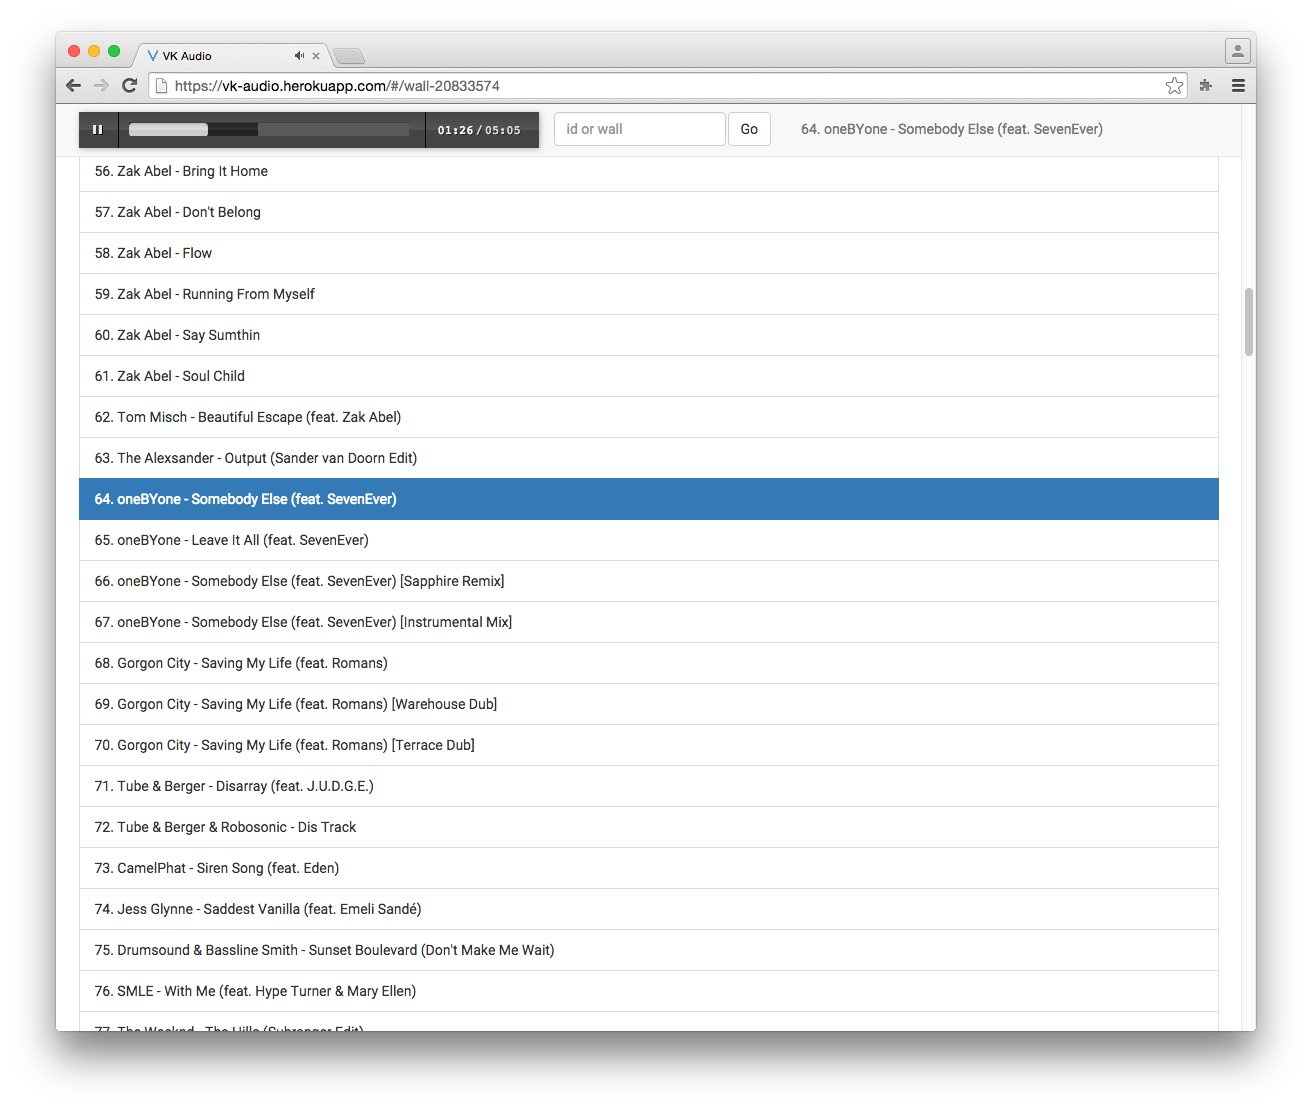 VK Audio
https://vk-audio.herokuapp.com/#/wall-20833574
01:26 / 05:05 id or wall Go 64. oneBYone - Somebody Else (feat. SevenEver)
56. Zak Abel - Bring It Home
57. Zak Abel - Don't Belong
58. Zak Abel - Flow
59. Zak Abel - Running From Myself
60. Zak Abel - Say Sumthin
61. Zak Abel - Soul Child
62. Tom Misch - Beautiful Escape (feat. Zak Abel)
63. The Alexsander - Output (Sander van Doorn Edit)
64. oneBYone - Somebody Else (feat. SevenEver)
65. oneBYone - Leave It All (feat. SevenEver)
66. oneBYone - Somebody Else (feat. SevenEver) [Sapphire Remix]
67. oneBYone - Somebody Else (feat. SevenEver) [Instrumental Mix]
68. Gorgon City - Saving My Life (feat. Romans)
69. Gorgon City - Saving My Life (feat. Romans) [Warehouse Dub]
70. Gorgon City - Saving My Life (feat. Romans) [Terrace Dub]
71. Tube & Berger - Disarray (feat. J.U.D.G.E.)
72. Tube & Berger & Robosonic - Dis Track
73. CamelPhat - Siren Song (feat. Eden)
74. Jess Glynne - Saddest Vanilla (feat. Emeli Sandé)
75. Drumsound & Bassline Smith - Sunset Boulevard (Don't Make Me Wait)
76. SMLE - With Me (feat. Hype Turner & Mary Ellen)
77. The Weeknd - The Hills (Subranger Edit)